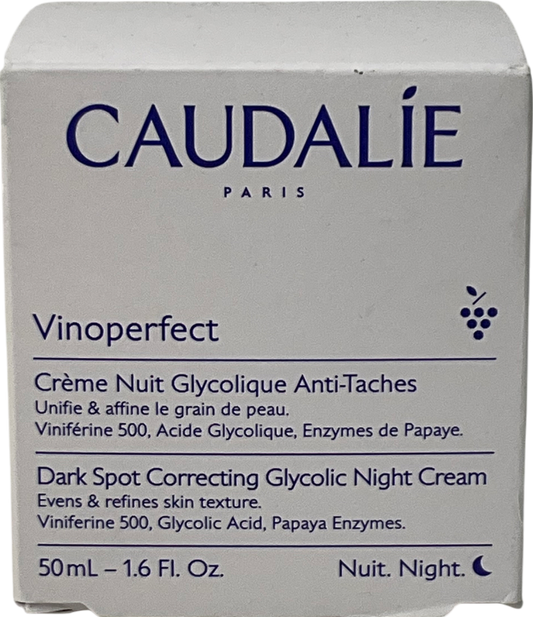 CAUDALÍE
PARIS
Vinoperfect
Crème Nuit Glycolique Anti-Taches
Unifie & affine le grain de peau.
Viniférine 500, Acide Glycolique, Enzymes de Papaye.
Dark Spot Correcting Glycolic Night Cream
Evens & refines skin texture.
Viniferine 500, Glycolic Acid, Papaya Enzymes.
50mL – 1.6 Fl. Oz. Nuit. Night.